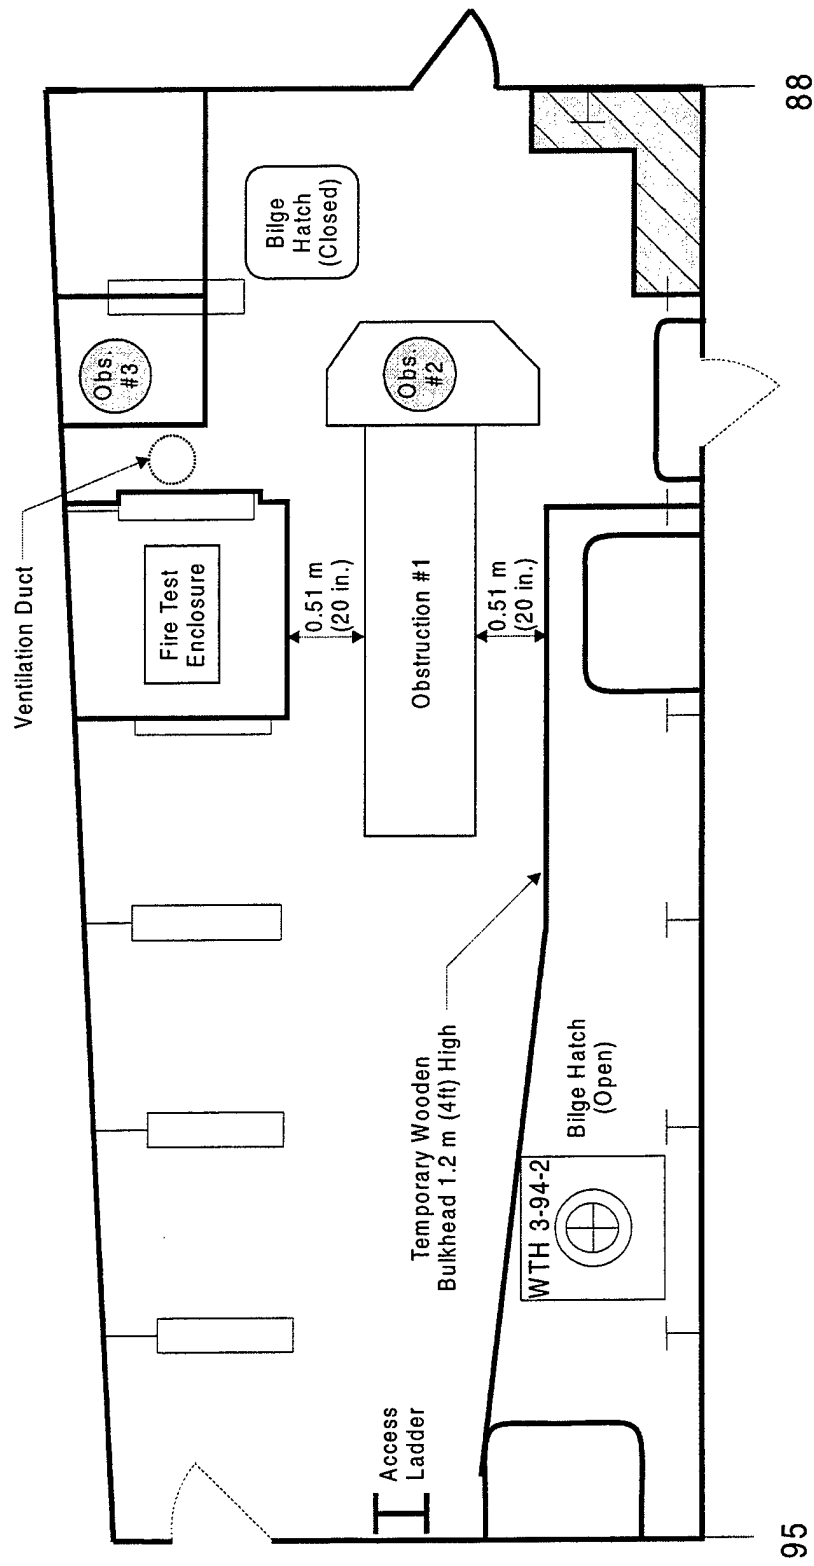 Ventilation Duct
Obs.
#3
Bilge
Hatch
(Closed)
Fire Test
Enclosure
Obs.
#2
0.51 m
(20 in.)
Obstruction #1
0.51 m
(20 in.)
Temporary Wooden
Bulkhead 1.2 m (4ft) High
Bilge Hatch
(Open)
WTH 3-94-2
Access
Ladder
95
88